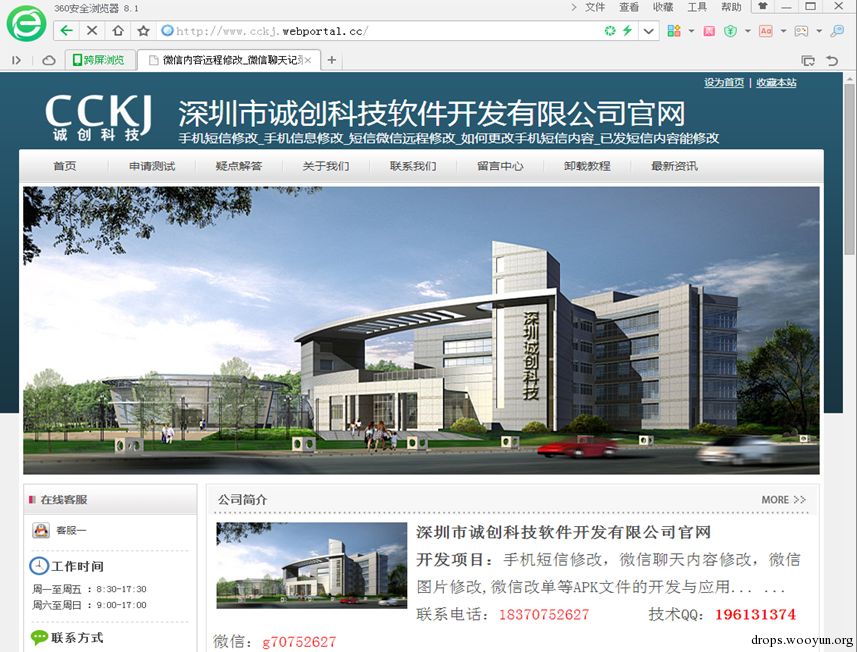 360安全浏览器 8.1
文件 查看 收藏 工具 帮助
http://www.cckj.webportal.cc/
跨屏浏览
微信内容远程修改_微信聊天记
设为首页 | 收藏本站
CCKJ
诚创科技
深圳市诚创科技软件开发有限公司官网
手机短信修改_手机信息修改_短信微信远程修改_如何更改手机短信内容_已发短信内容能修改
首页 申请测试 疑点解答 关于我们 联系我们 留言中心 卸载教程 最新资讯
深圳诚创科技
在线客服
客服一
工作时间
周一至周五 : 8:30-17:30
周六至周日 : 9:00-17:00
联系方式
公司简介
MORE >>
深圳市诚创科技软件开发有限公司官网
开发项目: 手机短信修改, 微信聊天内容修改, 微信
图片修改,微信改单等APK文件的开发与应用... ...
联系电话: 18370752627 技术QQ: 196131374
微信: g70752627
drops.wooyun.org